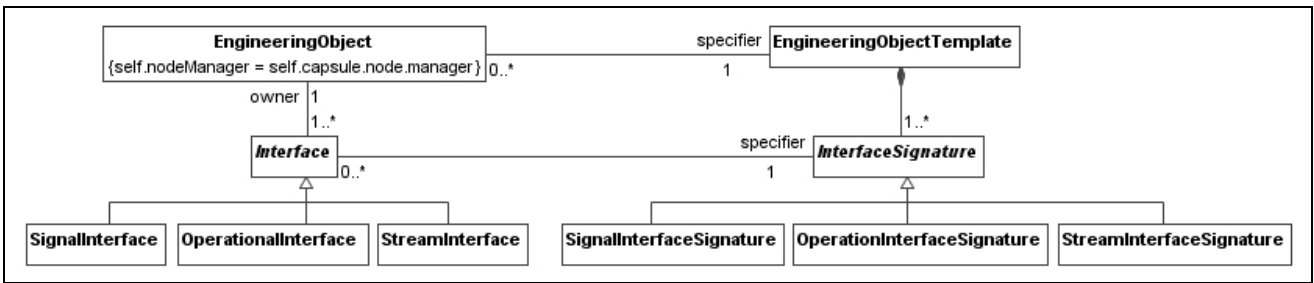 EngineeringObject
{self.nodeManager = self.capsule.node.manager}
0..*
specifier
1
EngineeringObjectTemplate
owner
1
1..*
1..*
Interface
0..*
specifier
1
InterfaceSignature
SignalInterface
OperationalInterface
StreamInterface
SignalInterfaceSignature
OperationInterfaceSignature
StreamInterfaceSignature